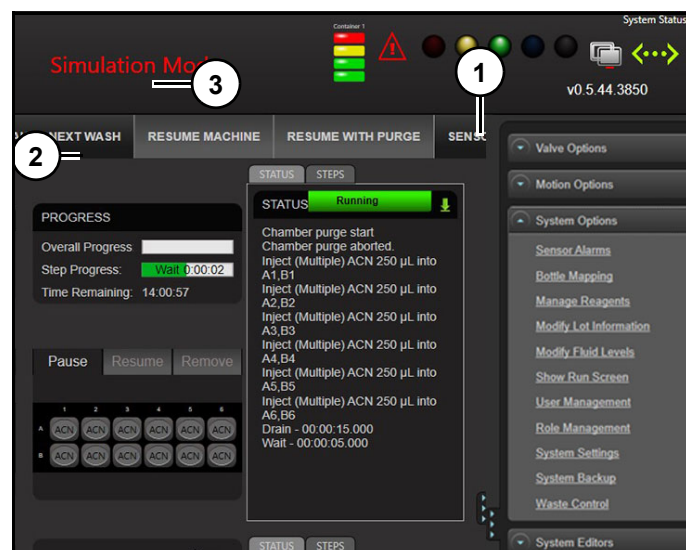 System Status
Container 1
Simulation Mod
3
1
v0.5.44.3850
NEXT WASH
RESUME MACHINE
RESUME WITH PURGE
SENSO
2
Valve Options
Motion Options
System Options
Sensor Alarms
Bottle Mapping
Manage Reagents
Modify Lot Information
Modify Fluid Levels
Show Run Screen
User Management
Role Management
System Settings
System Backup
Waste Control
System Editors
PROGRESS
Overall Progress
Step Progress: Wait 0:00:02
Time Remaining: 14:00:57
Pause Resume Remove
1 2 3 4 5 6
A ACN ACN ACN ACN ACN ACN
B ACN ACN ACN ACN ACN ACN
STATUS STEPS
STATUS Running
Chamber purge start
Chamber purge aborted.
Inject (Multiple) ACN 250 µL into
A1,B1
Inject (Multiple) ACN 250 µL into
A2,B2
Inject (Multiple) ACN 250 µL into
A3,B3
Inject (Multiple) ACN 250 µL into
A4,B4
Inject (Multiple) ACN 250 µL into
A5,B5
Inject (Multiple) ACN 250 µL into
A6,B6
Drain - 00:00:15.000
Wait - 00:00:05.000
STATUS STEPS